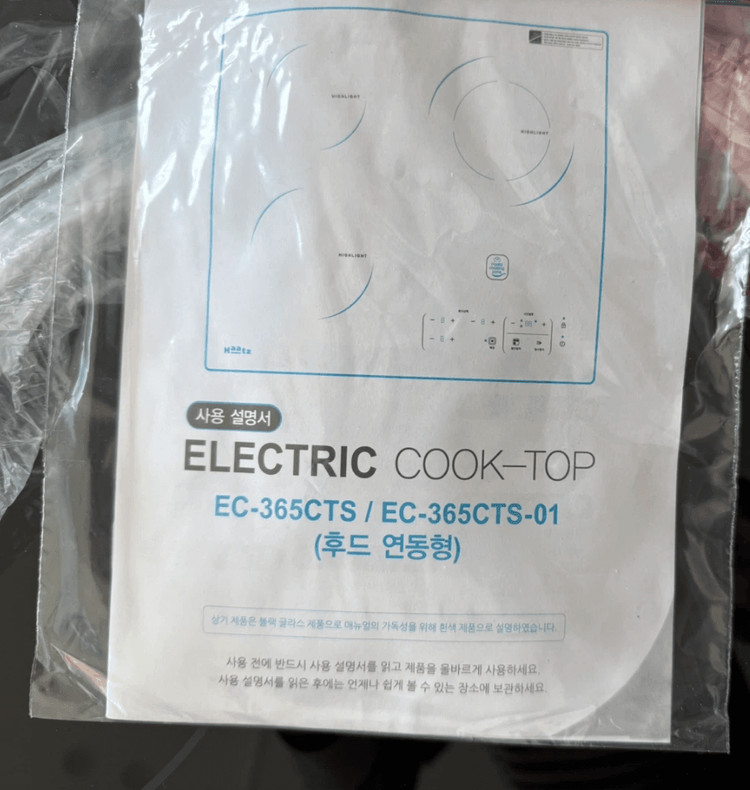 HIGHLIGHT
HIGHLIGHT
HIGHLIGHT
Haatz
사용 설명서
ELECTRIC COOK-TOP
EC-365CTS / EC-365CTS-01
(후드 연동형)
상기 제품은 블랙 글라스 제품으로 매뉴얼의 가독성을 위해 흰색 제품으로 설명하였습니다.
사용 전에 반드시 사용 설명서를 읽고 제품을 올바르게 사용하세요.
사용 설명서를 읽은 후에는 언제나 쉽게 볼 수 있는 장소에 보관하세요.